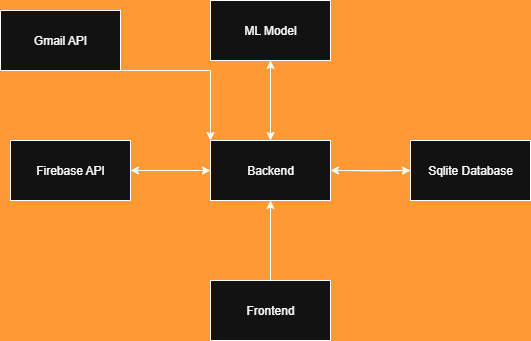 Gmail API
ML Model
Firebase API
Backend
Sqlite Database
Frontend